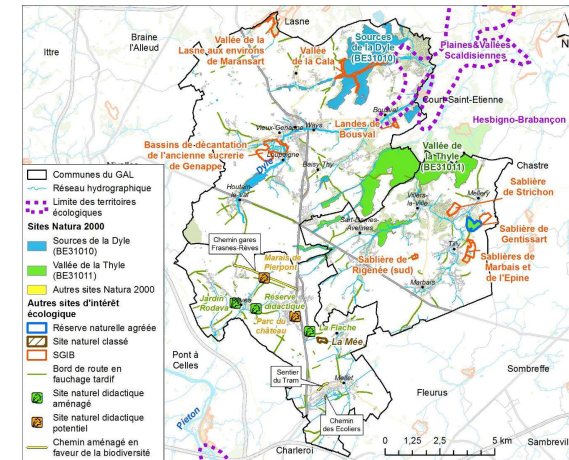 Lasne
Braine
l'Alleud
Ittre
Vallée de la
Lasne aux environs
de Maransart
Vallée
de la Cala
Sources
de la Dyle
(BE31010)
Plaines&Vallées
Scaldisiennes
Bousval
Court-Saint-Etienne
Landes de
Bousval
Hesbigno-Brabançon
Vieux-Genappe
Ways
Bassins de décantation
de l'ancienne sucrerie
de Genappe
Loupoigne
Dyle
Baisy-Thy
Houtain-
Vallée de
la Thyle
(BE31011)
Chastre
Villers-
la-Ville
Mellery
Sablière
de Strichon
Sart-Dames-
Avelines
Sablière de
Gentissart
Tilly
Sablière de
Rigenée (sud)
Sablières de
Marbais et
de l'Epine
Marbais
Communes du GAL
Réseau hydrographique
Limite des territoires
écologiques
Sites Natura 2000
Sources de la Dyle
(BE31010)
Vallée de la Thyle
(BE31011)
Autres sites Natura 2000
Autres sites d'intérêt
écologique
Réserve naturelle agréée
Site naturel classé
SGIB
Bord de route en
fauchage tardif
Site naturel didactique
aménagé
Site naturel didactique
potentiel
Chemin aménagé en
faveur de la biodiversité
Chemin gares
Frasnes-Rêves
Marais de
Pierpont
Jardin
Rodava
Réserve
didactique
Parc du
château
La Flache
La Mée
Sentier
du Tram
Mellet
Chemin
des Ecoliers
Pont à
Celles
Piéton
Charleroi
Fleurus
Sombreffe
Sambrevil
0 1,25 2,5 5 km